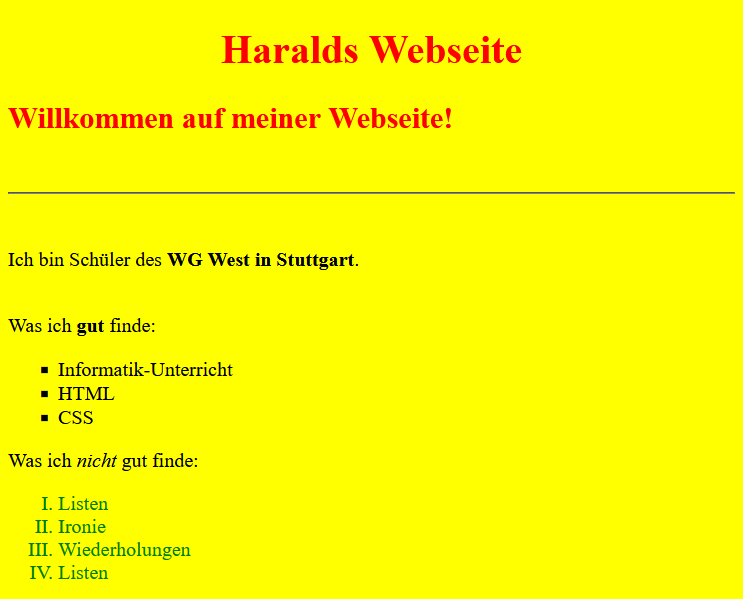 Haralds Webseite
Willkommen auf meiner Webseite!
Ich bin Schüler des WG West in Stuttgart.
Was ich gut finde:
Informatik-Unterricht
HTML
CSS
Was ich nicht gut finde:
I. Listen
II. Ironie
III. Wiederholungen
IV. Listen